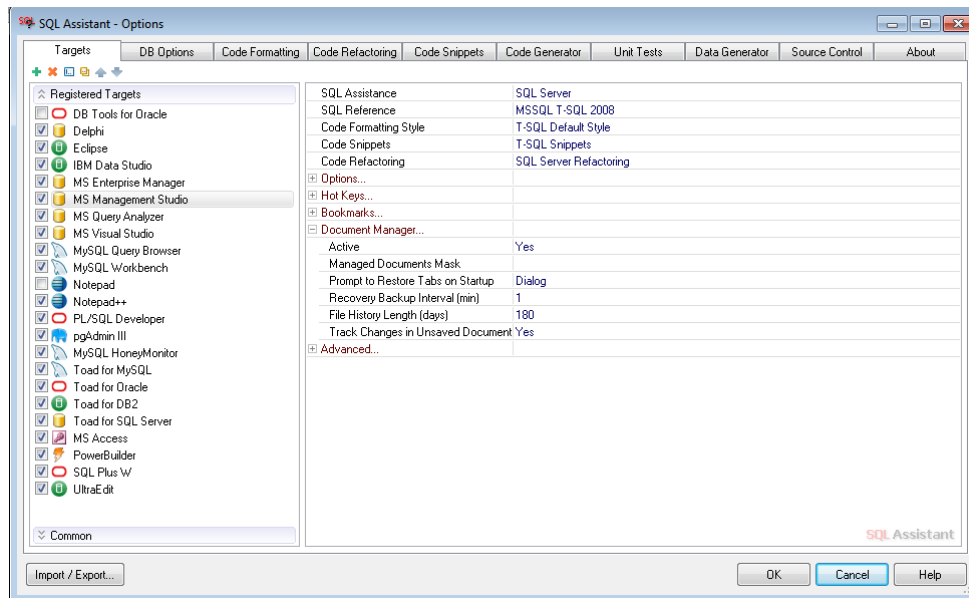 SQL Assistant - Options
Targets DB Options Code Formatting Code Refactoring Code Snippets Code Generator Unit Tests Data Generator Source Control About
Registered Targets
DB Tools for Oracle
Delphi
Eclipse
IBM Data Studio
MS Enterprise Manager
MS Management Studio
MS Query Analyzer
MS Visual Studio
MySQL Query Browser
MySQL Workbench
Notepad
Notepad++
PL/SQL Developer
pgAdmin III
MySQL HoneyMonitor
Toad for MySQL
Toad for Oracle
Toad for DB2
Toad for SQL Server
MS Access
PowerBuilder
SQL Plus W
UltraEdit
Common
SQL Assistance SQL Server
SQL Reference MSSQL T-SQL 2008
Code Formatting Style T-SQL Default Style
Code Snippets T-SQL Snippets
Code Refactoring SQL Server Refactoring
Options...
Hot Keys...
Bookmarks...
Document Manager...
Active Yes
Managed Documents Mask
Prompt to Restore Tabs on Startup Dialog
Recovery Backup Interval (min) 1
File History Length (days) 180
Track Changes in Unsaved Document Yes
Advanced...
SQL Assistant
Import / Export... OK Cancel Help